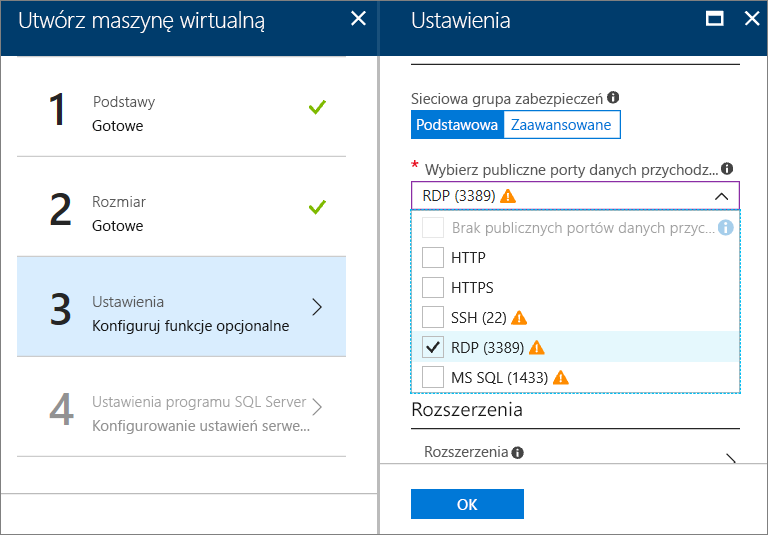 Utwórz maszynę wirtualną
1
Podstawy
Gotowe
2
Rozmiar
Gotowe
3
Ustawienia
Konfiguruj funkcje opcjonalne
4
Ustawienia programu SQL Server
Konfigurowanie ustawień serwe...
Ustawienia
Sieciowa grupa zabezpieczeń
Podstawowa Zaawansowane
* Wybierz publiczne porty danych przychodz...
RDP (3389)
Brak publicznych portów danych przyc...
HTTP
HTTPS
SSH (22)
RDP (3389)
MS SQL (1433)
Rozszerzenia
Rozszerzenia
OK